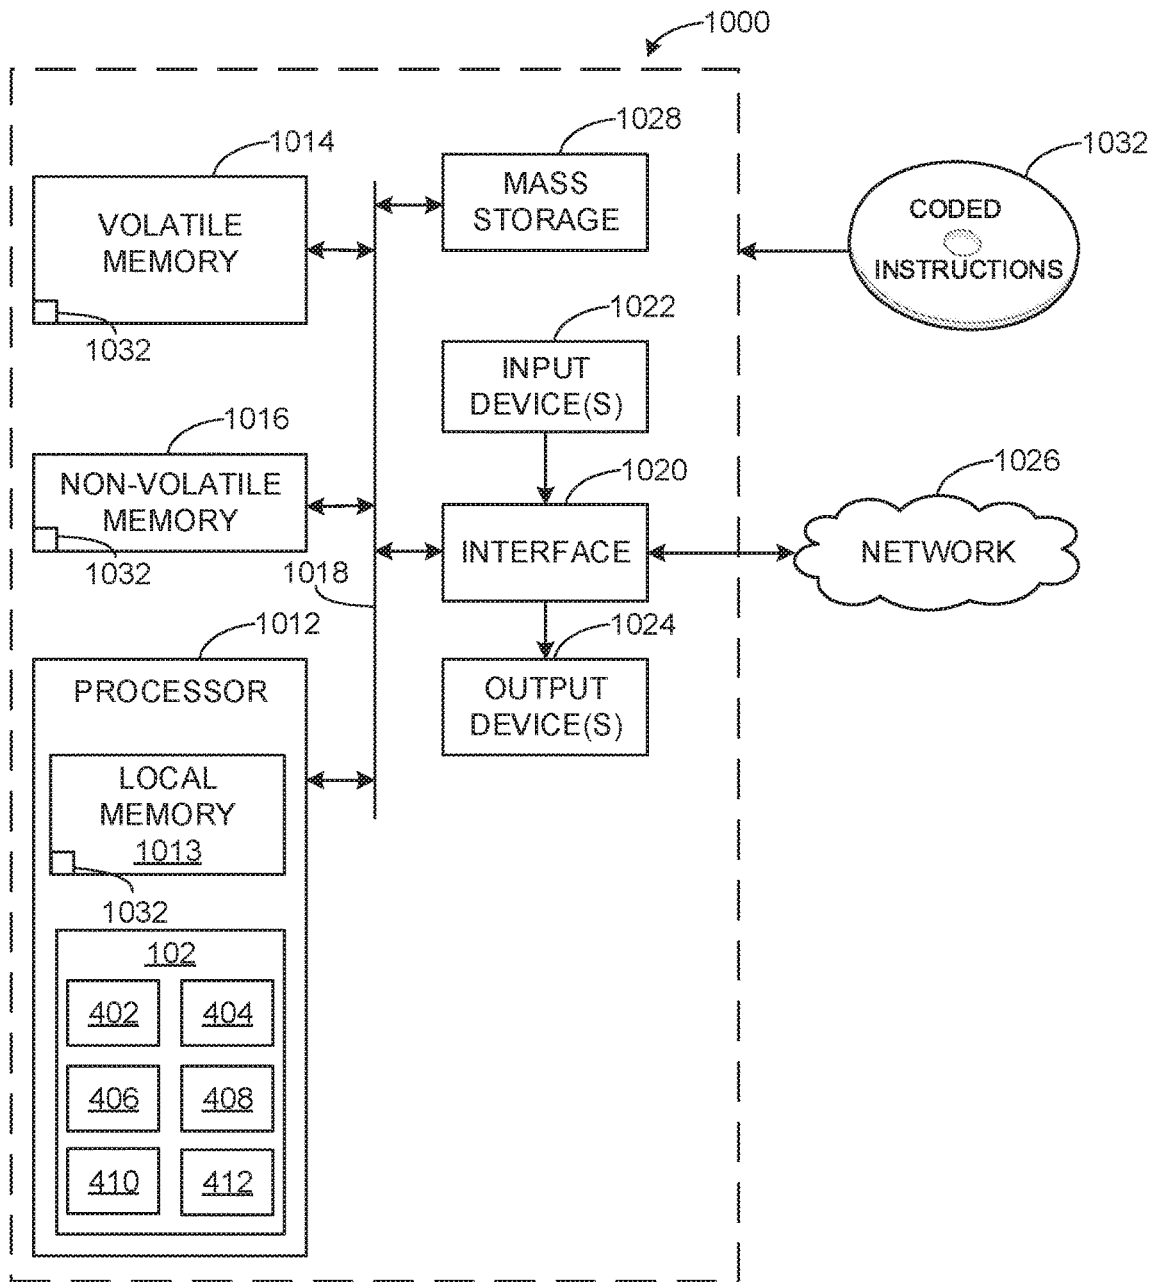 1000
1014
VOLATILE
MEMORY
1032
1028
MASS
STORAGE
1032
CODED
INSTRUCTIONS
1022
INPUT
DEVICE(S)
1016
NON-VOLATILE
MEMORY
1032
1018
1020
INTERFACE
1026
NETWORK
1012
PROCESSOR
1024
OUTPUT
DEVICE(S)
LOCAL
MEMORY
1013
1032
102
402 404
406 408
410 412